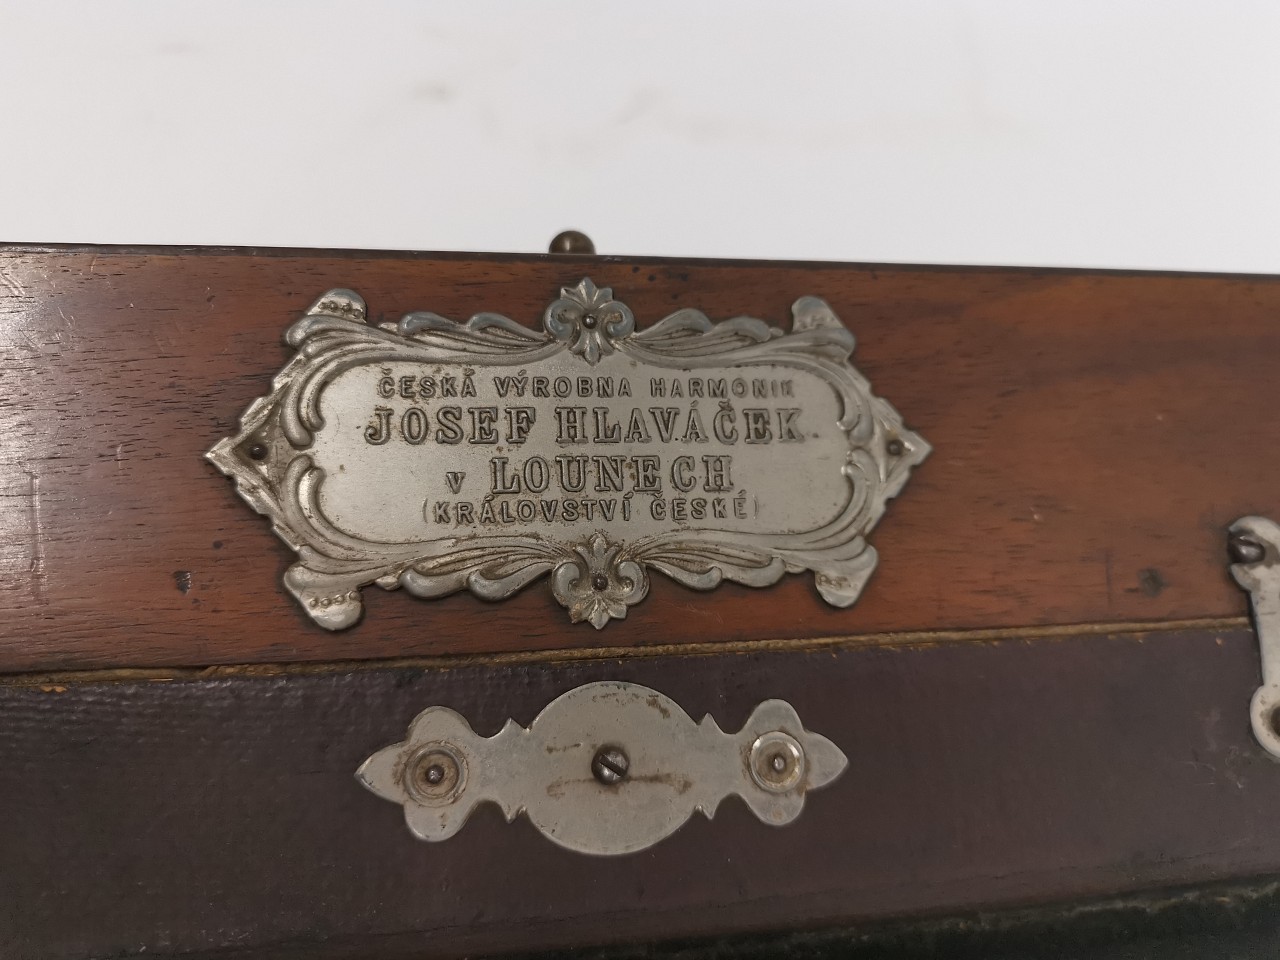 ČESKÁ VÝROBNA HARMONIK
JOSEF HLAVÁČEK
v LOUNECH
(KRÁLOVSTVÍ ČESKÉ)